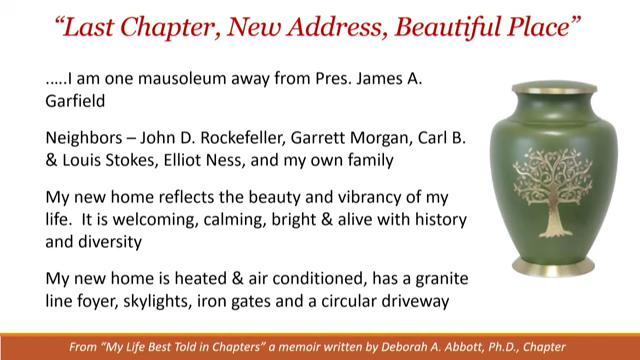 “Last Chapter, New Address, Beautiful Place”
…..I am one mausoleum away from Pres. James A.
Garfield
Neighbors – John D. Rockefeller, Garrett Morgan, Carl B.
& Louis Stokes, Elliot Ness, and my own family
My new home reflects the beauty and vibrancy of my
life.  It is welcoming, calming, bright & alive with history
and diversity
My new home is heated & air conditioned, has a granite
line foyer, skylights, iron gates and a circular driveway
From “My Life Best Told in Chapters” a memoir written by Deborah A. Abbott, Ph.D., Chapter